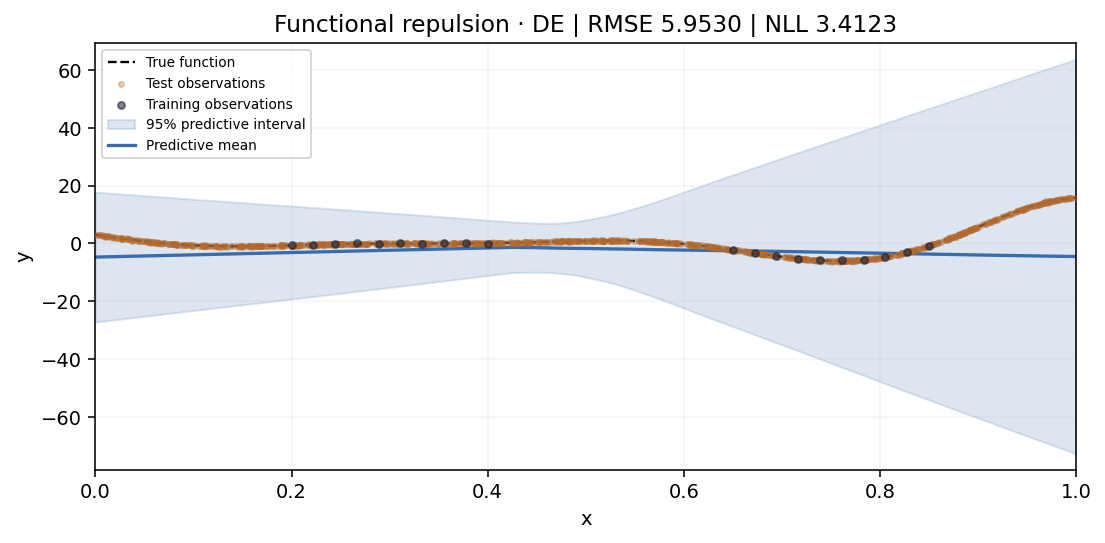 Functional repulsion · DE | RMSE 5.9530 | NLL 3.4123
True function
Test observations
Training observations
95% predictive interval
Predictive mean
60
40
20
0
−20
−40
−60
y
0.0 0.2 0.4 0.6 0.8 1.0
x